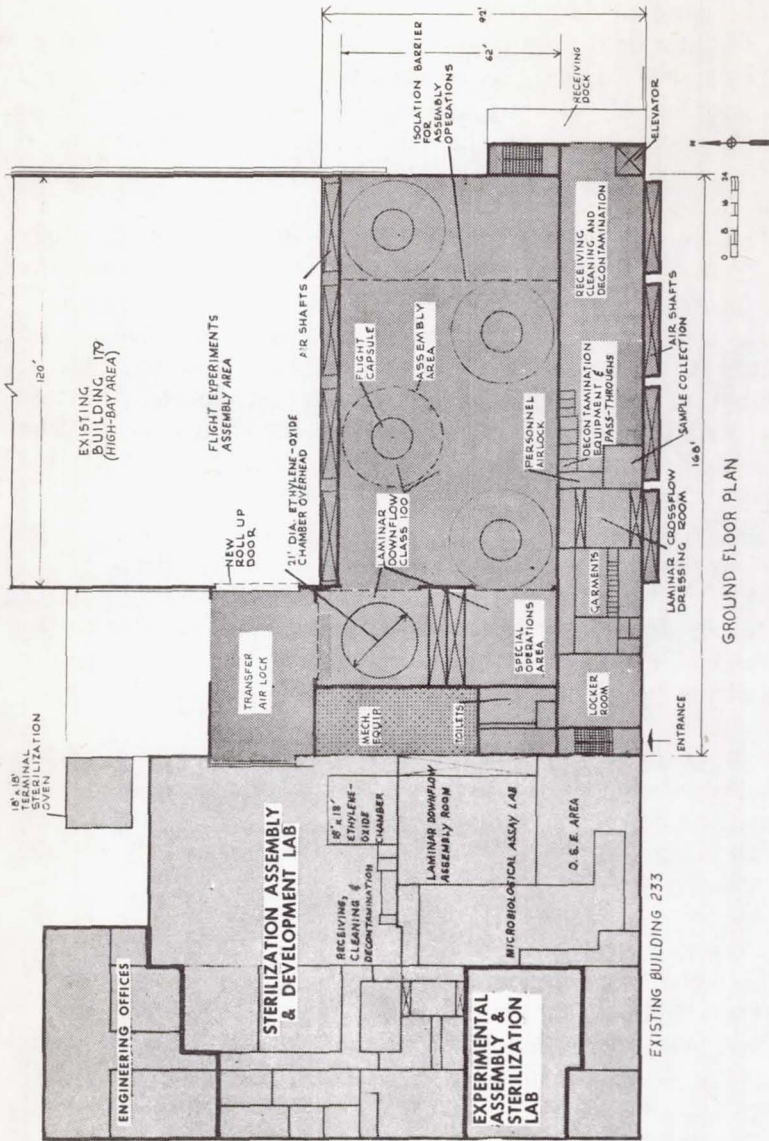 120'
EXISTING
BUILDING 179
(HIGH-BAY AREA)
FLIGHT EXPERIMENTS
ASSEMBLY AREA
NEW
ROLL UP
DOOR
21' DIA. ETHYLENE-OXIDE
CHAMBER OVERHEAD
AIR SHAFTS
92'
62'
ISOLATION BARRIER
FOR
ASSEMBLY
OPERATIONS
RECEIVING
DOCK
ELEVATOR
18' x 18'
TERMINAL
STERILIZATION
OVEN
TRANSFER
AIR LOCK
LAMINAR
DOWNFLOW
CLASS 100
FLIGHT
CAPSULE
ASSEMBLY
AREA
ENGINEERING OFFICES
STERILIZATION ASSEMBLY
& DEVELOPMENT LAB
18' x 18'
ETHYLENE-
OXIDE
CHAMBER
RECEIVING,
CLEANING &
DECONTAMINATION
MECH.
EQUIP.
TOILETS
SPECIAL
OPERATIONS
AREA
PERSONNEL
AIRLOCK
DECONTAMINATION
EQUIPMENT &
PASS-THROUGHS
RECEIVING
CLEANING AND
DECONTAMINATION
LAMINAR DOWNFLOW
ASSEMBLY ROOM
MICROBIOLOGICAL ASSAY LAB
O.S.E. AREA
EXPERIMENTAL
ASSEMBLY &
STERILIZATION
LAB
LOCKER
ROOM
GARMENTS
ENTRANCE
LAMINAR CROSSFLOW
DRESSING ROOM
SAMPLE COLLECTION
AIR SHAFTS
168'
N
0 8 16 24
EXISTING BUILDING 233
GROUND FLOOR PLAN